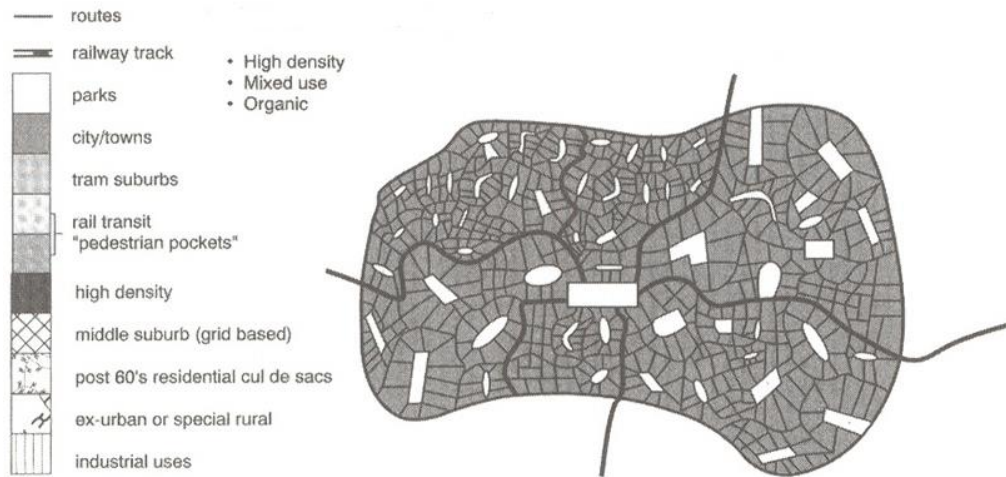 routes
railway track
parks
city/towns
tram suburbs
rail transit
"pedestrian pockets"
high density
middle suburb (grid based)
post 60's residential cul de sacs
ex-urban or special rural
industrial uses
• High density
• Mixed use
• Organic